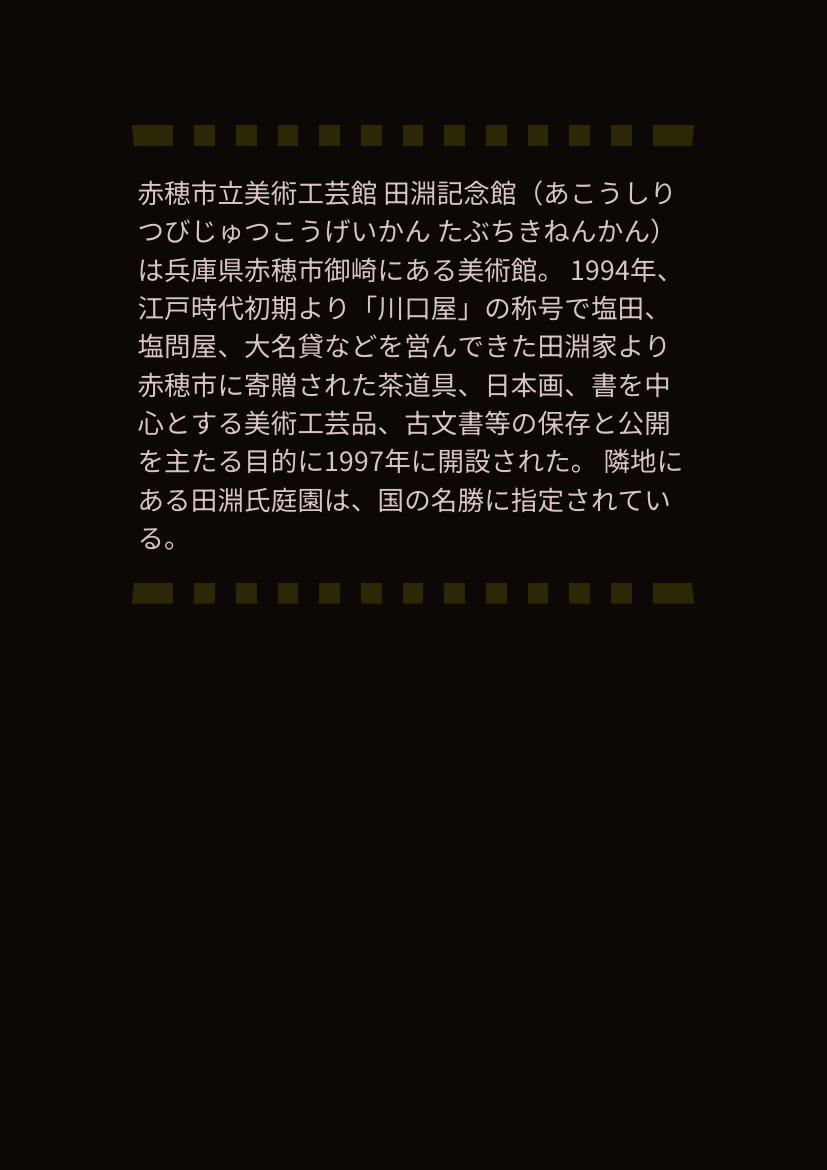 赤穂市立美術工芸館 田淵記念館（あこうしり
つびじゅつこうげいかん たぶちきねんかん）
は兵庫県赤穂市御崎にある美術館。 1994年、
江戸時代初期より「川口屋」の称号で塩田、
塩問屋、大名貸などを営んできた田淵家より
赤穂市に寄贈された茶道具、日本画、書を中
心とする美術工芸品、古文書等の保存と公開
を主たる目的に1997年に開設された。 隣地に
ある田淵氏庭園は、国の名勝に指定されてい
る。